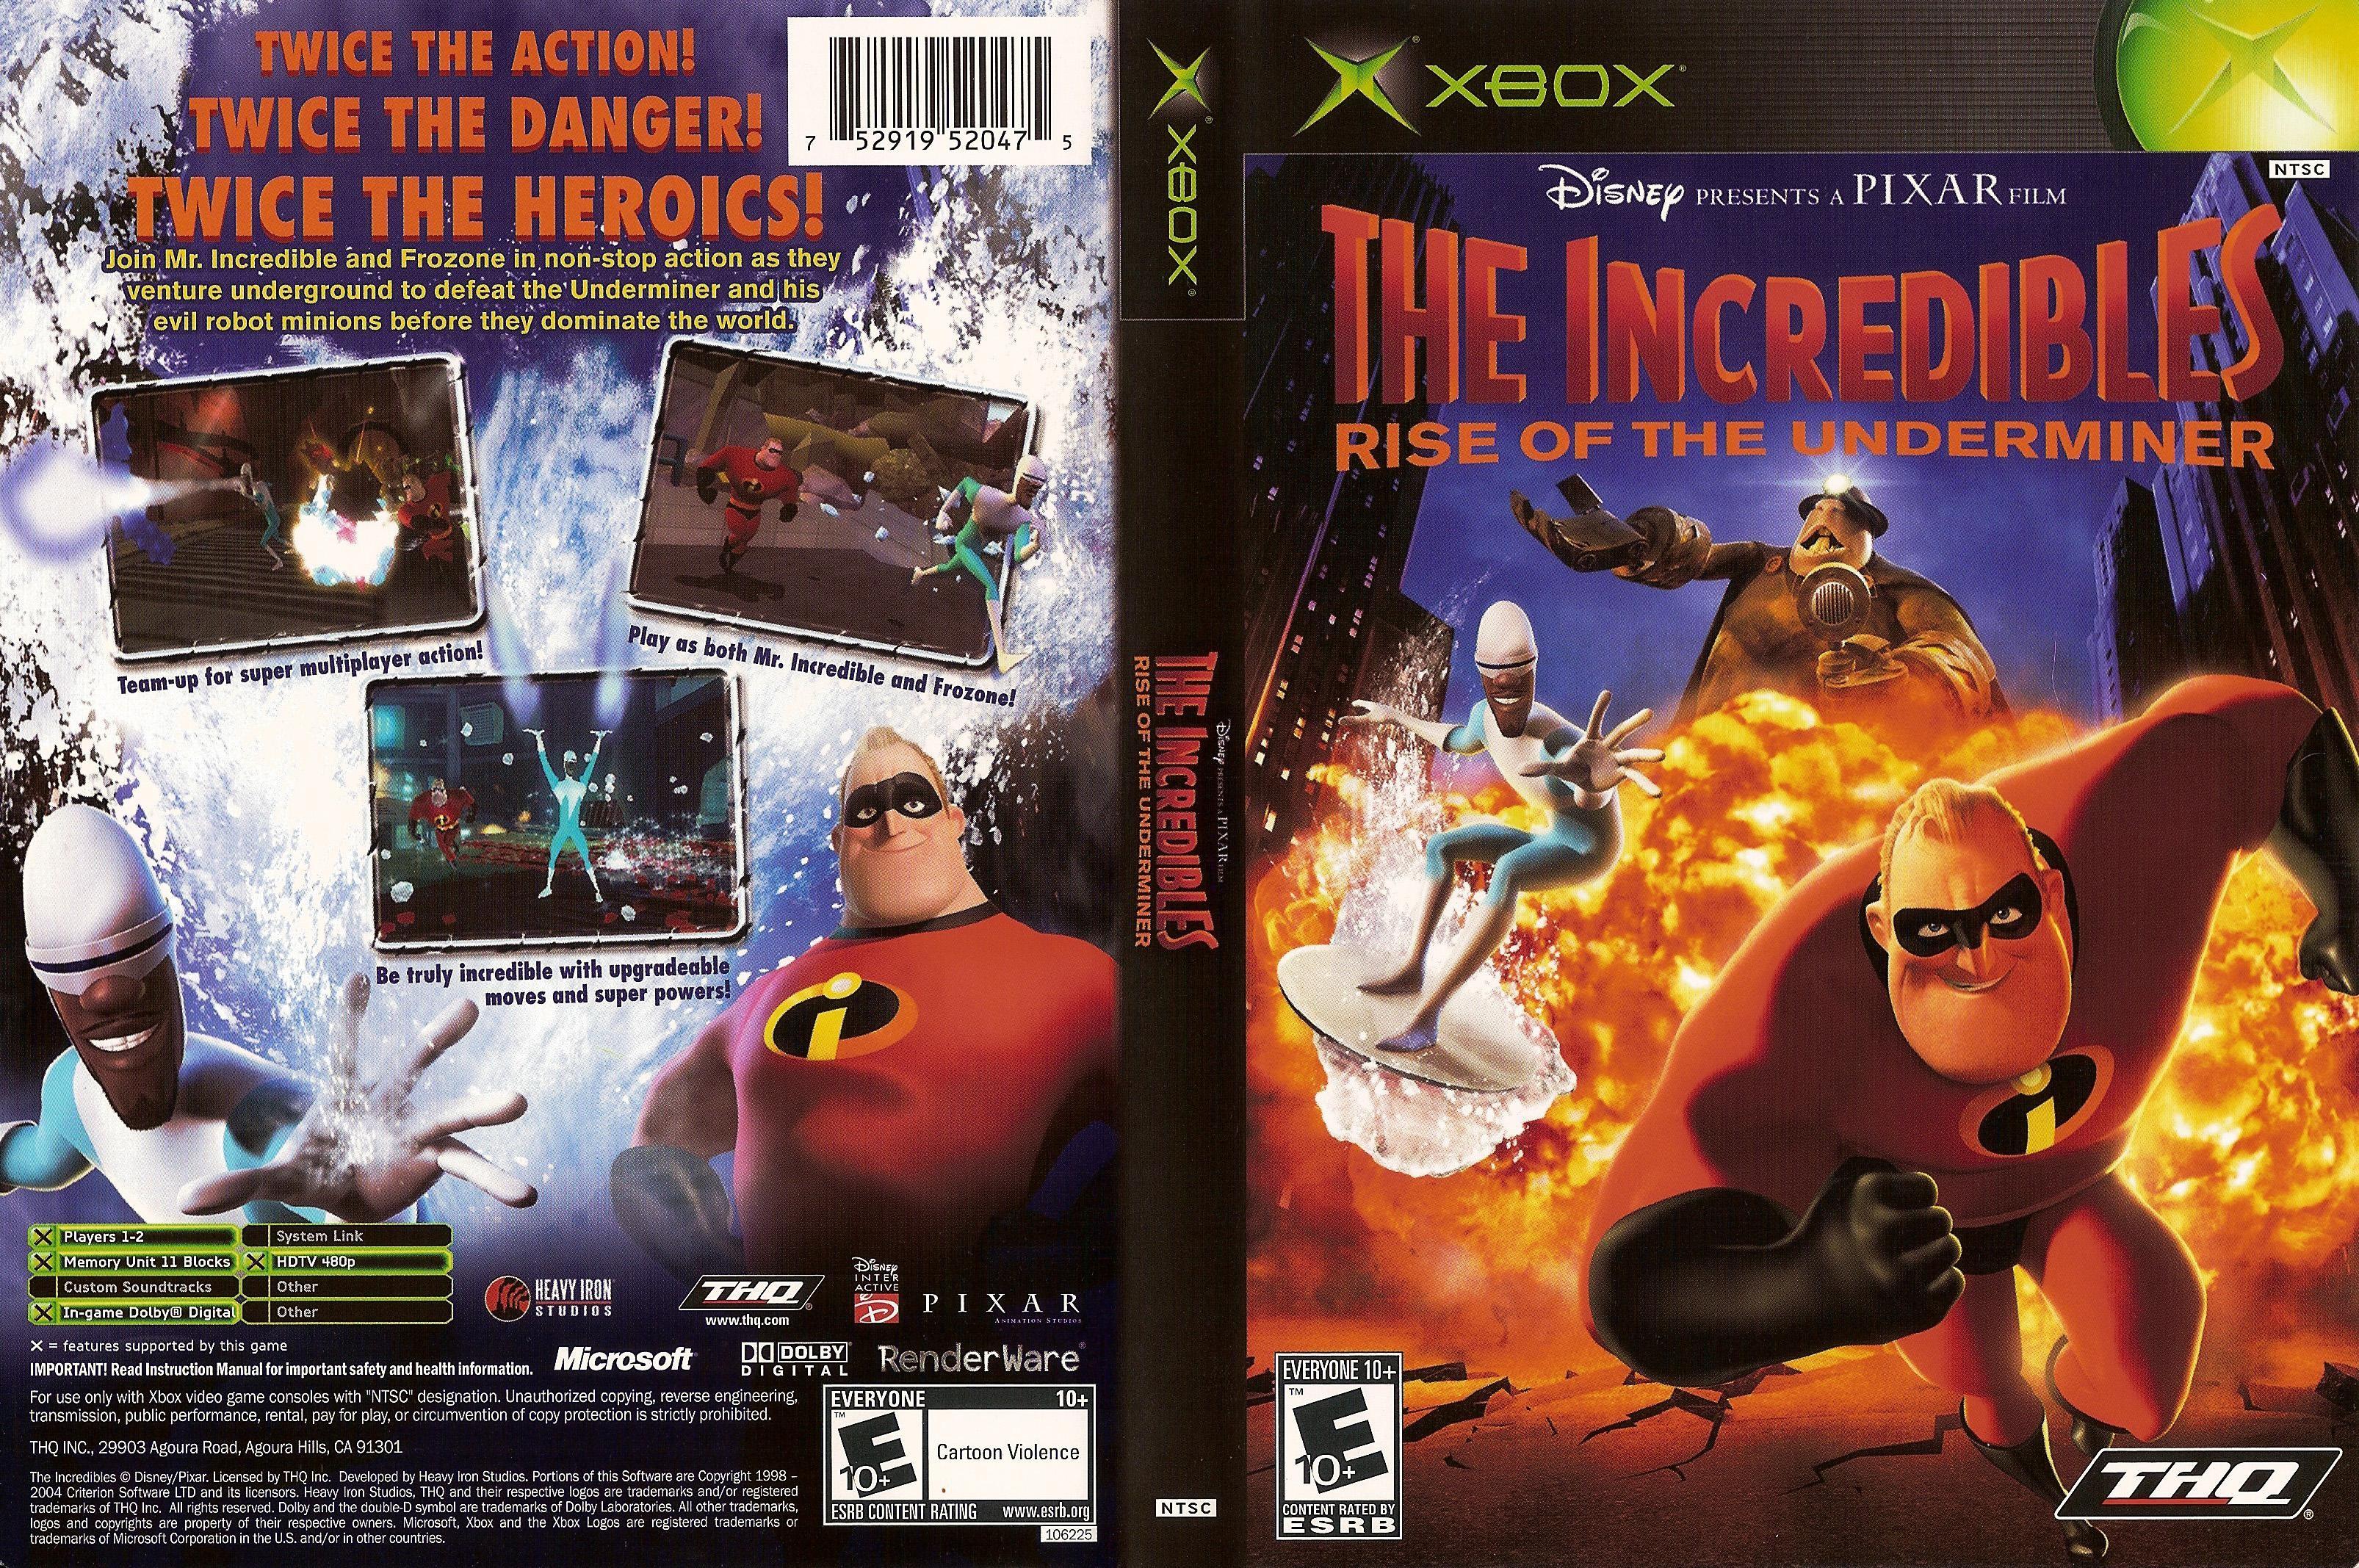 TWICE THE ACTION!
TWICE THE DANGER!
TWICE THE HEROICS!
Join Mr. Incredible and Frozone in non-stop action as they
venture underground to defeat the Underminer and his
evil robot minions before they dominate the world.
7 52919 52047 5
Team-up for super multiplayer action!
Play as both Mr. Incredible and Frozone!
Be truly incredible with upgradeable
moves and super powers!
X Players 1-2
System Link
X Memory Unit 11 Blocks
X HDTV 480p
Custom Soundtracks
Other
X In-game Dolby® Digital
Other
X = features supported by this game
IMPORTANT! Read Instruction Manual for important safety and health information.
HEAVY IRON
STUDIOS
THQ®
www.thq.com
Disney
INTER
ACTIVE
PIXAR
ANIMATION STUDIOS
Microsoft®
DOLBY®
DIGITAL
RenderWare®
For use only with Xbox video game consoles with "NTSC" designation. Unauthorized copying, reverse engineering,
transmission, public performance, rental, pay for play, or circumvention of copy protection is strictly prohibited.
THQ INC., 29903 Agoura Road, Agoura Hills, CA 91301
The Incredibles © Disney/Pixar. Licensed by THQ Inc. Developed by Heavy Iron Studios. Portions of this Software are Copyright 1998 –
2004 Criterion Software LTD and its licensors. Heavy Iron Studios, THQ and their respective logos are trademarks and/or registered
trademarks of THQ Inc. All rights reserved. Dolby and the double-D symbol are trademarks of Dolby Laboratories. All other trademarks,
logos and copyrights are property of their respective owners. Microsoft, Xbox and the Xbox Logos are registered trademarks or
trademarks of Microsoft Corporation in the U.S. and/or in other countries.
EVERYONE 10+
™
E
10+
Cartoon Violence
ESRB CONTENT RATING www.esrb.org
106225
XBOX®
DISNEY PRESENTS A PIXAR FILM
THE INCREDIBLES
RISE OF THE UNDERMINER
NTSC
XBOX®
NTSC
DISNEY PRESENTS A PIXAR FILM
THE INCREDIBLES
RISE OF THE UNDERMINER
EVERYONE 10+
™
E
10+
CONTENT RATED BY
ESRB
THQ®